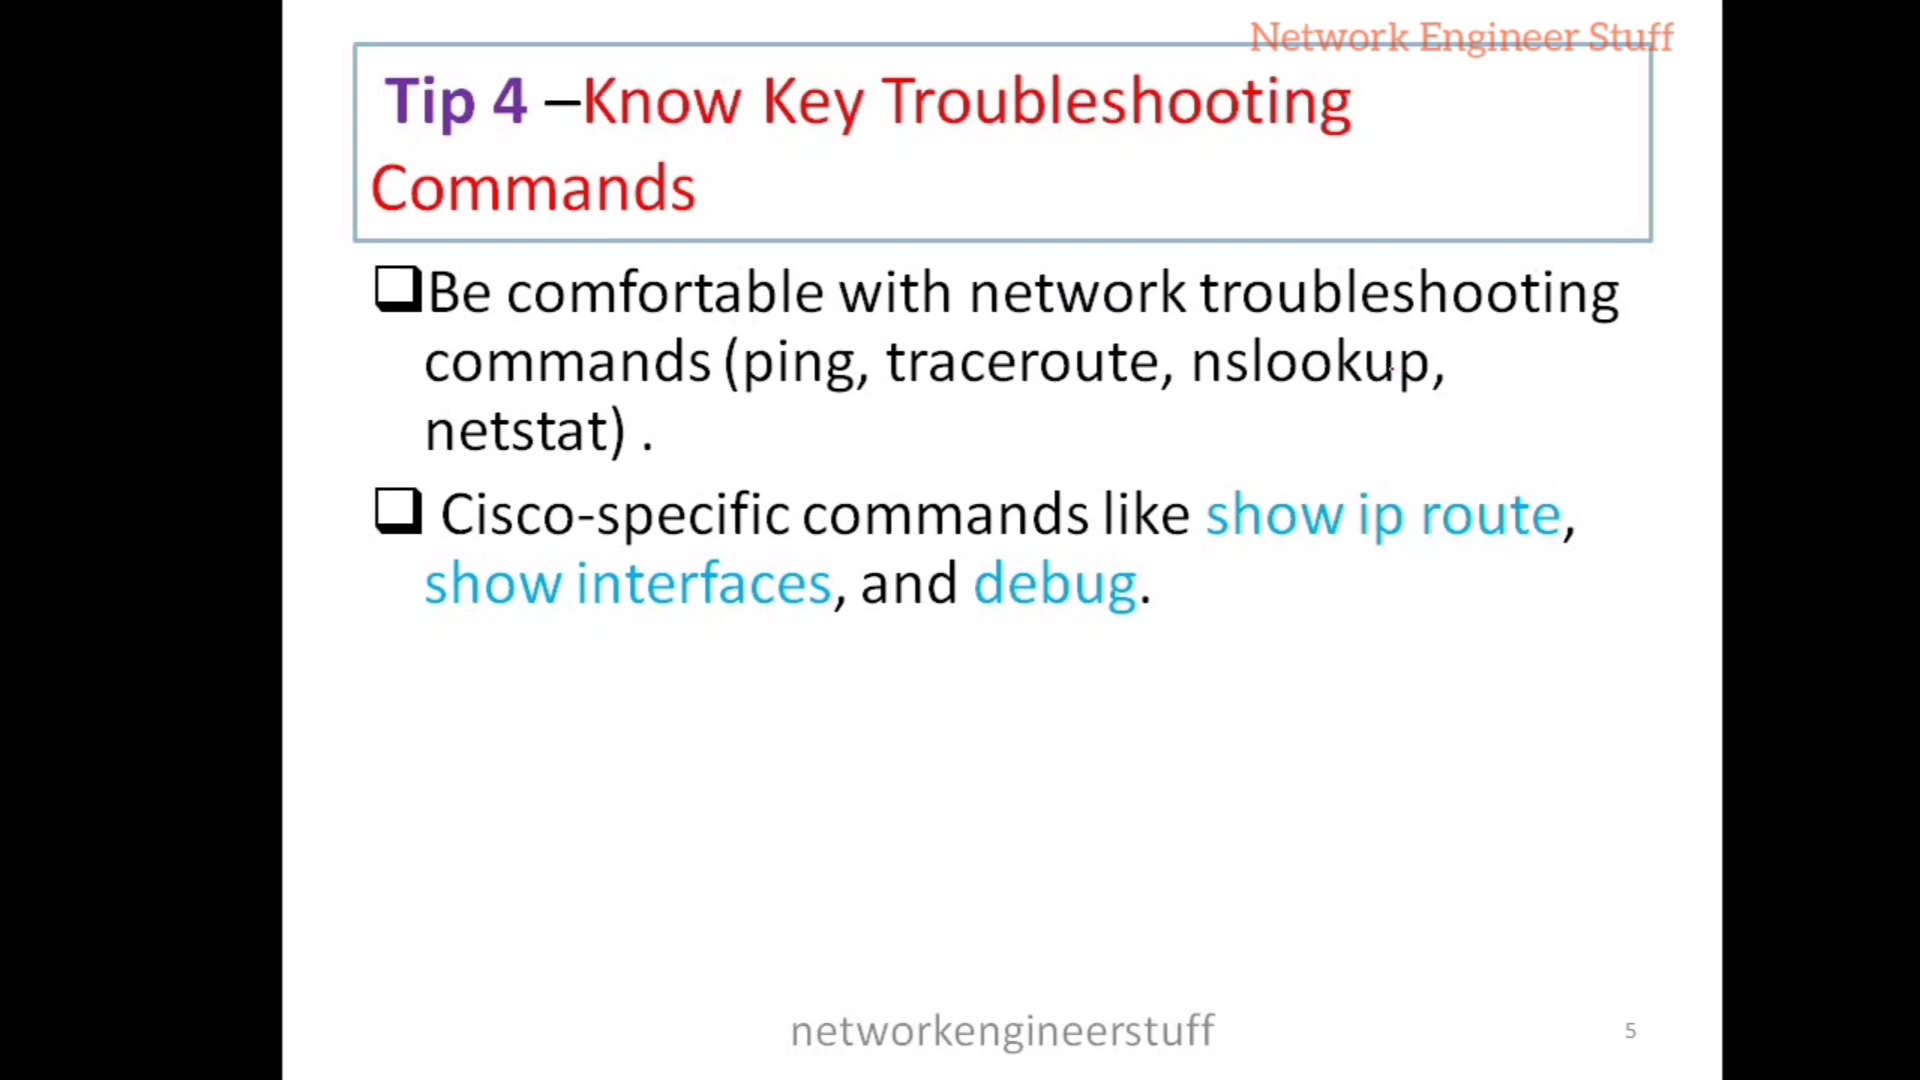 Network Engineer Stuff
Tip 4 –Know Key Troubleshooting
Commands
Be comfortable with network troubleshooting
commands (ping, traceroute, nslookup,
netstat) .
Cisco-specific commands like show ip route,
show interfaces, and debug.
networkengineerstuff
5